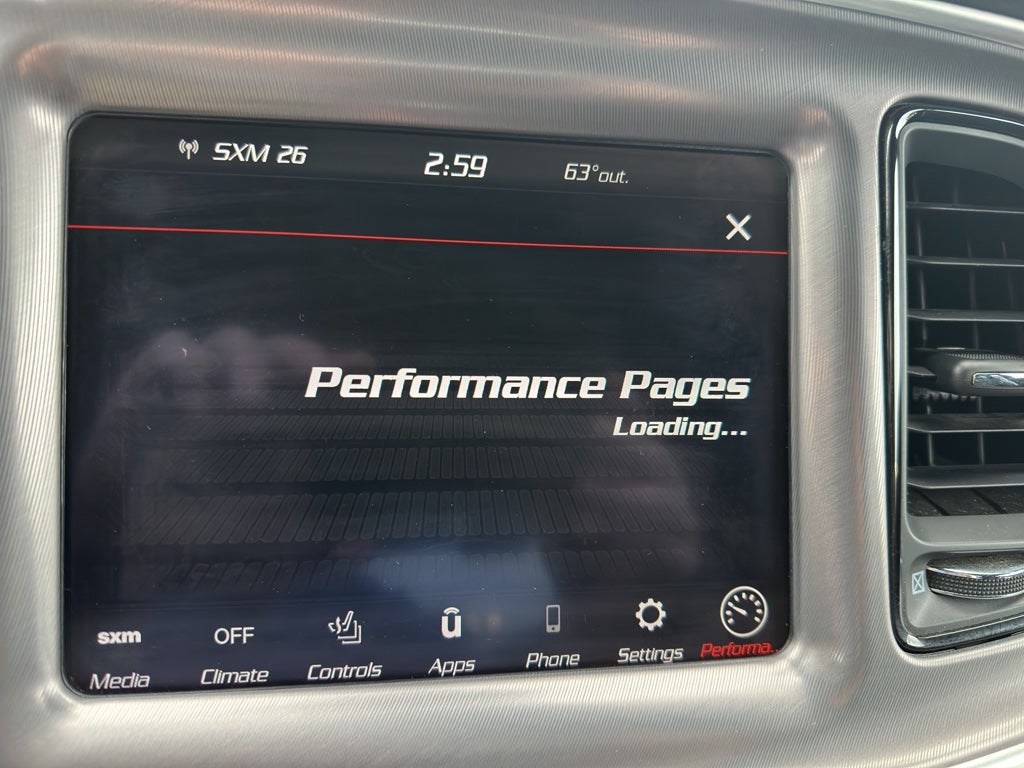 SXM 26 2:59 63°out.
Performance Pages
Loading...
sxm OFF
Media Climate Controls Apps Phone Settings Performa..